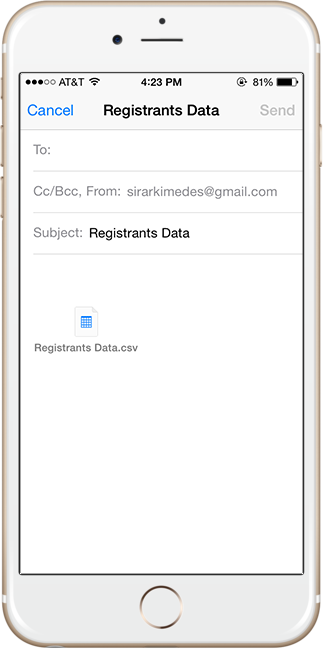 AT&T 4:23 PM 81%
Cancel Registrants Data Send
To:
Cc/Bcc, From: sirarkimedes@gmail.com
Subject: Registrants Data
Registrants Data.csv